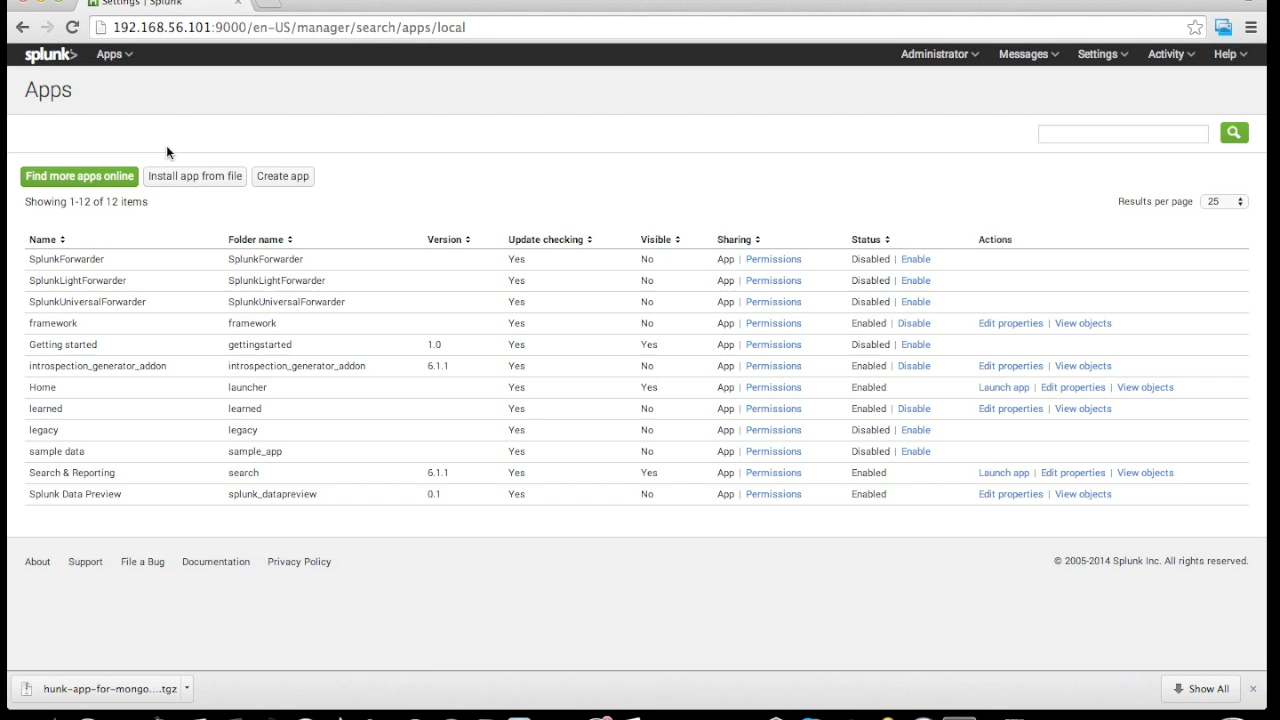 Settings | Splunk
192.168.56.101:9000/en-US/manager/search/apps/local
splunk> Apps Administrator Messages Settings Activity Help
Apps
Find more apps online Install app from file Create app
Showing 1-12 of 12 items Results per page 25
Name Folder name Version Update checking Visible Sharing Status Actions
SplunkForwarder SplunkForwarder Yes No App | Permissions Disabled | Enable
SplunkLightForwarder SplunkLightForwarder Yes No App | Permissions Disabled | Enable
SplunkUniversalForwarder SplunkUniversalForwarder Yes No App | Permissions Disabled | Enable
framework framework Yes No App | Permissions Enabled | Disable Edit properties | View objects
Getting started gettingstarted 1.0 Yes Yes App | Permissions Disabled | Enable
introspection_generator_addon introspection_generator_addon 6.1.1 Yes No App | Permissions Enabled | Disable Edit properties | View objects
Home launcher Yes Yes App | Permissions Enabled Launch app | Edit properties | View objects
learned learned Yes No App | Permissions Enabled | Disable Edit properties | View objects
legacy legacy Yes No App | Permissions Disabled | Enable
sample data sample_app Yes No App | Permissions Disabled | Enable
Search & Reporting search 6.1.1 Yes Yes App | Permissions Enabled Launch app | Edit properties | View objects
Splunk Data Preview splunk_datapreview 0.1 Yes No App | Permissions Enabled Edit properties | View objects
About Support File a Bug Documentation Privacy Policy © 2005-2014 Splunk Inc. All rights reserved.
hunk-app-for-mongo....tgz Show All